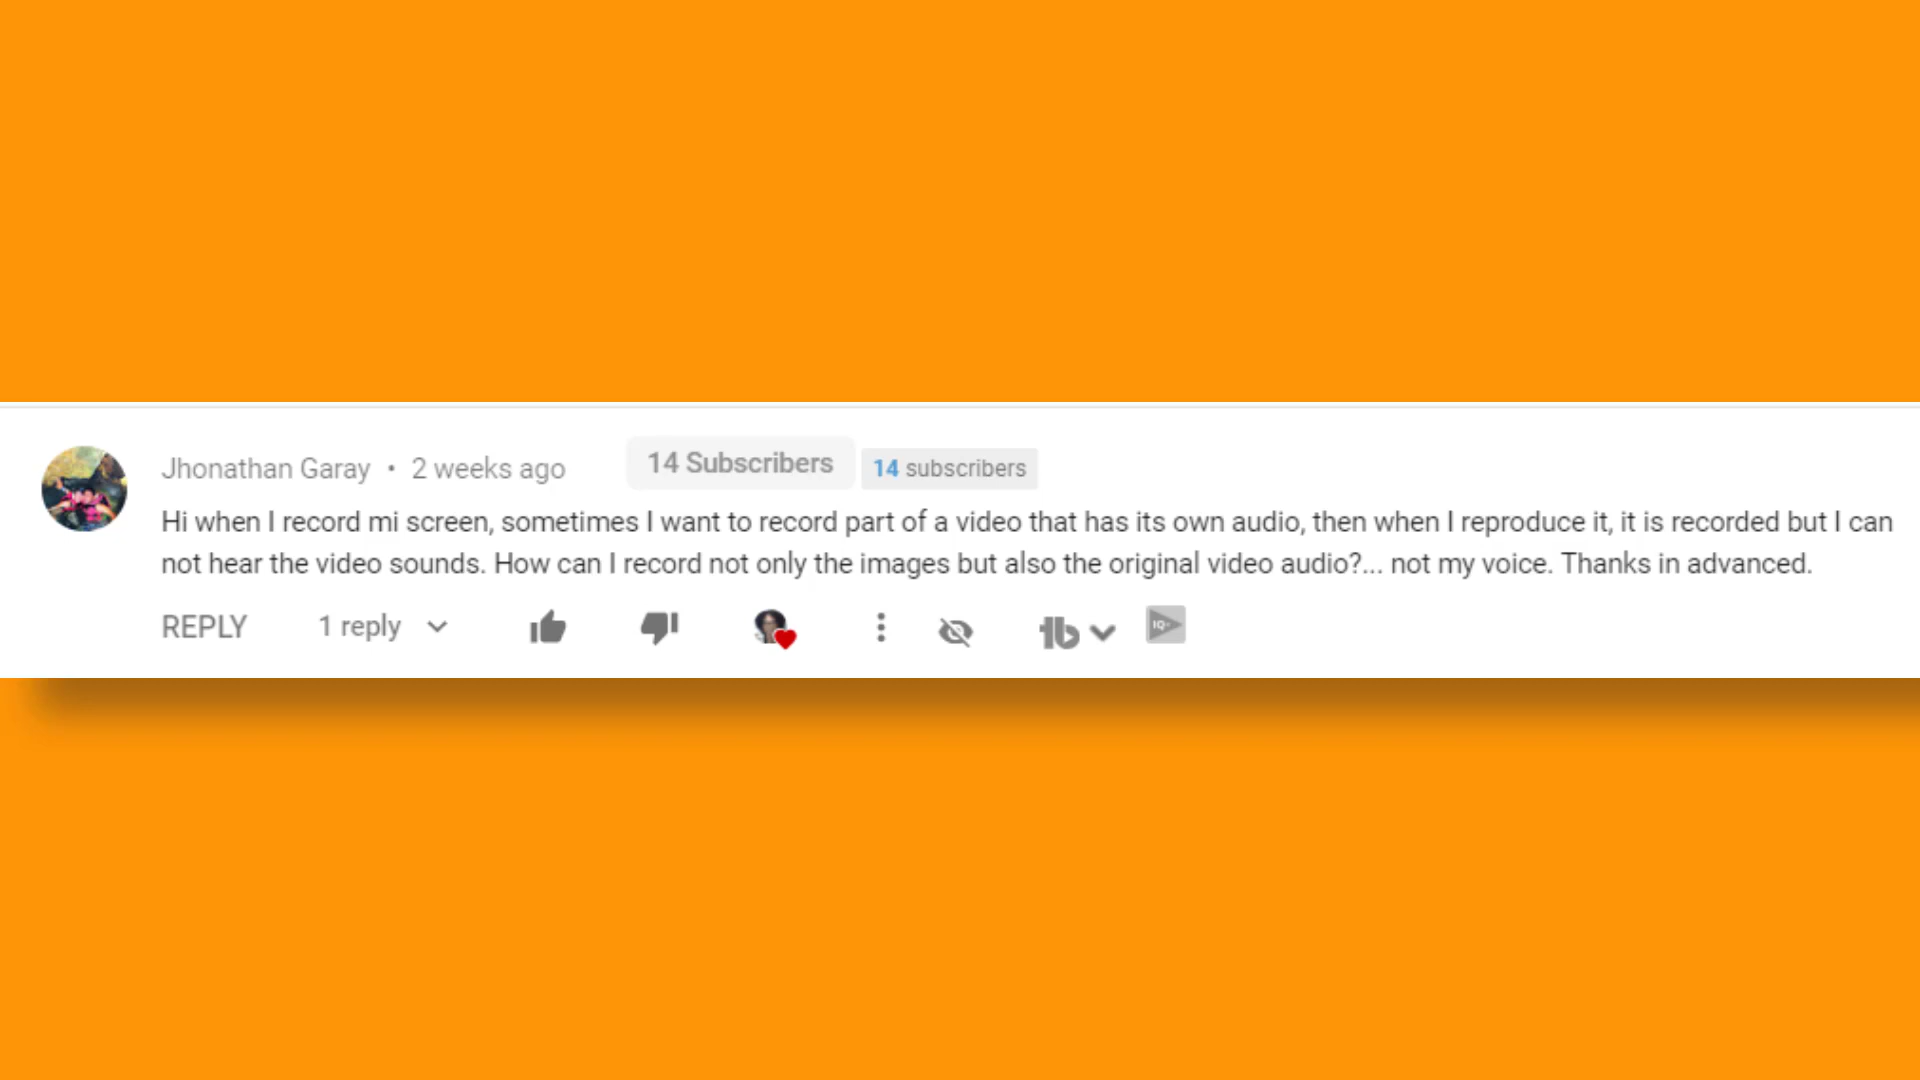 Jhonathan Garay • 2 weeks ago 14 Subscribers 14 subscribers
Hi when I record mi screen, sometimes I want to record part of a video that has its own audio, then when I reproduce it, it is recorded but I can
not hear the video sounds. How can I record not only the images but also the original video audio?... not my voice. Thanks in advanced.
REPLY 1 reply tb IQ